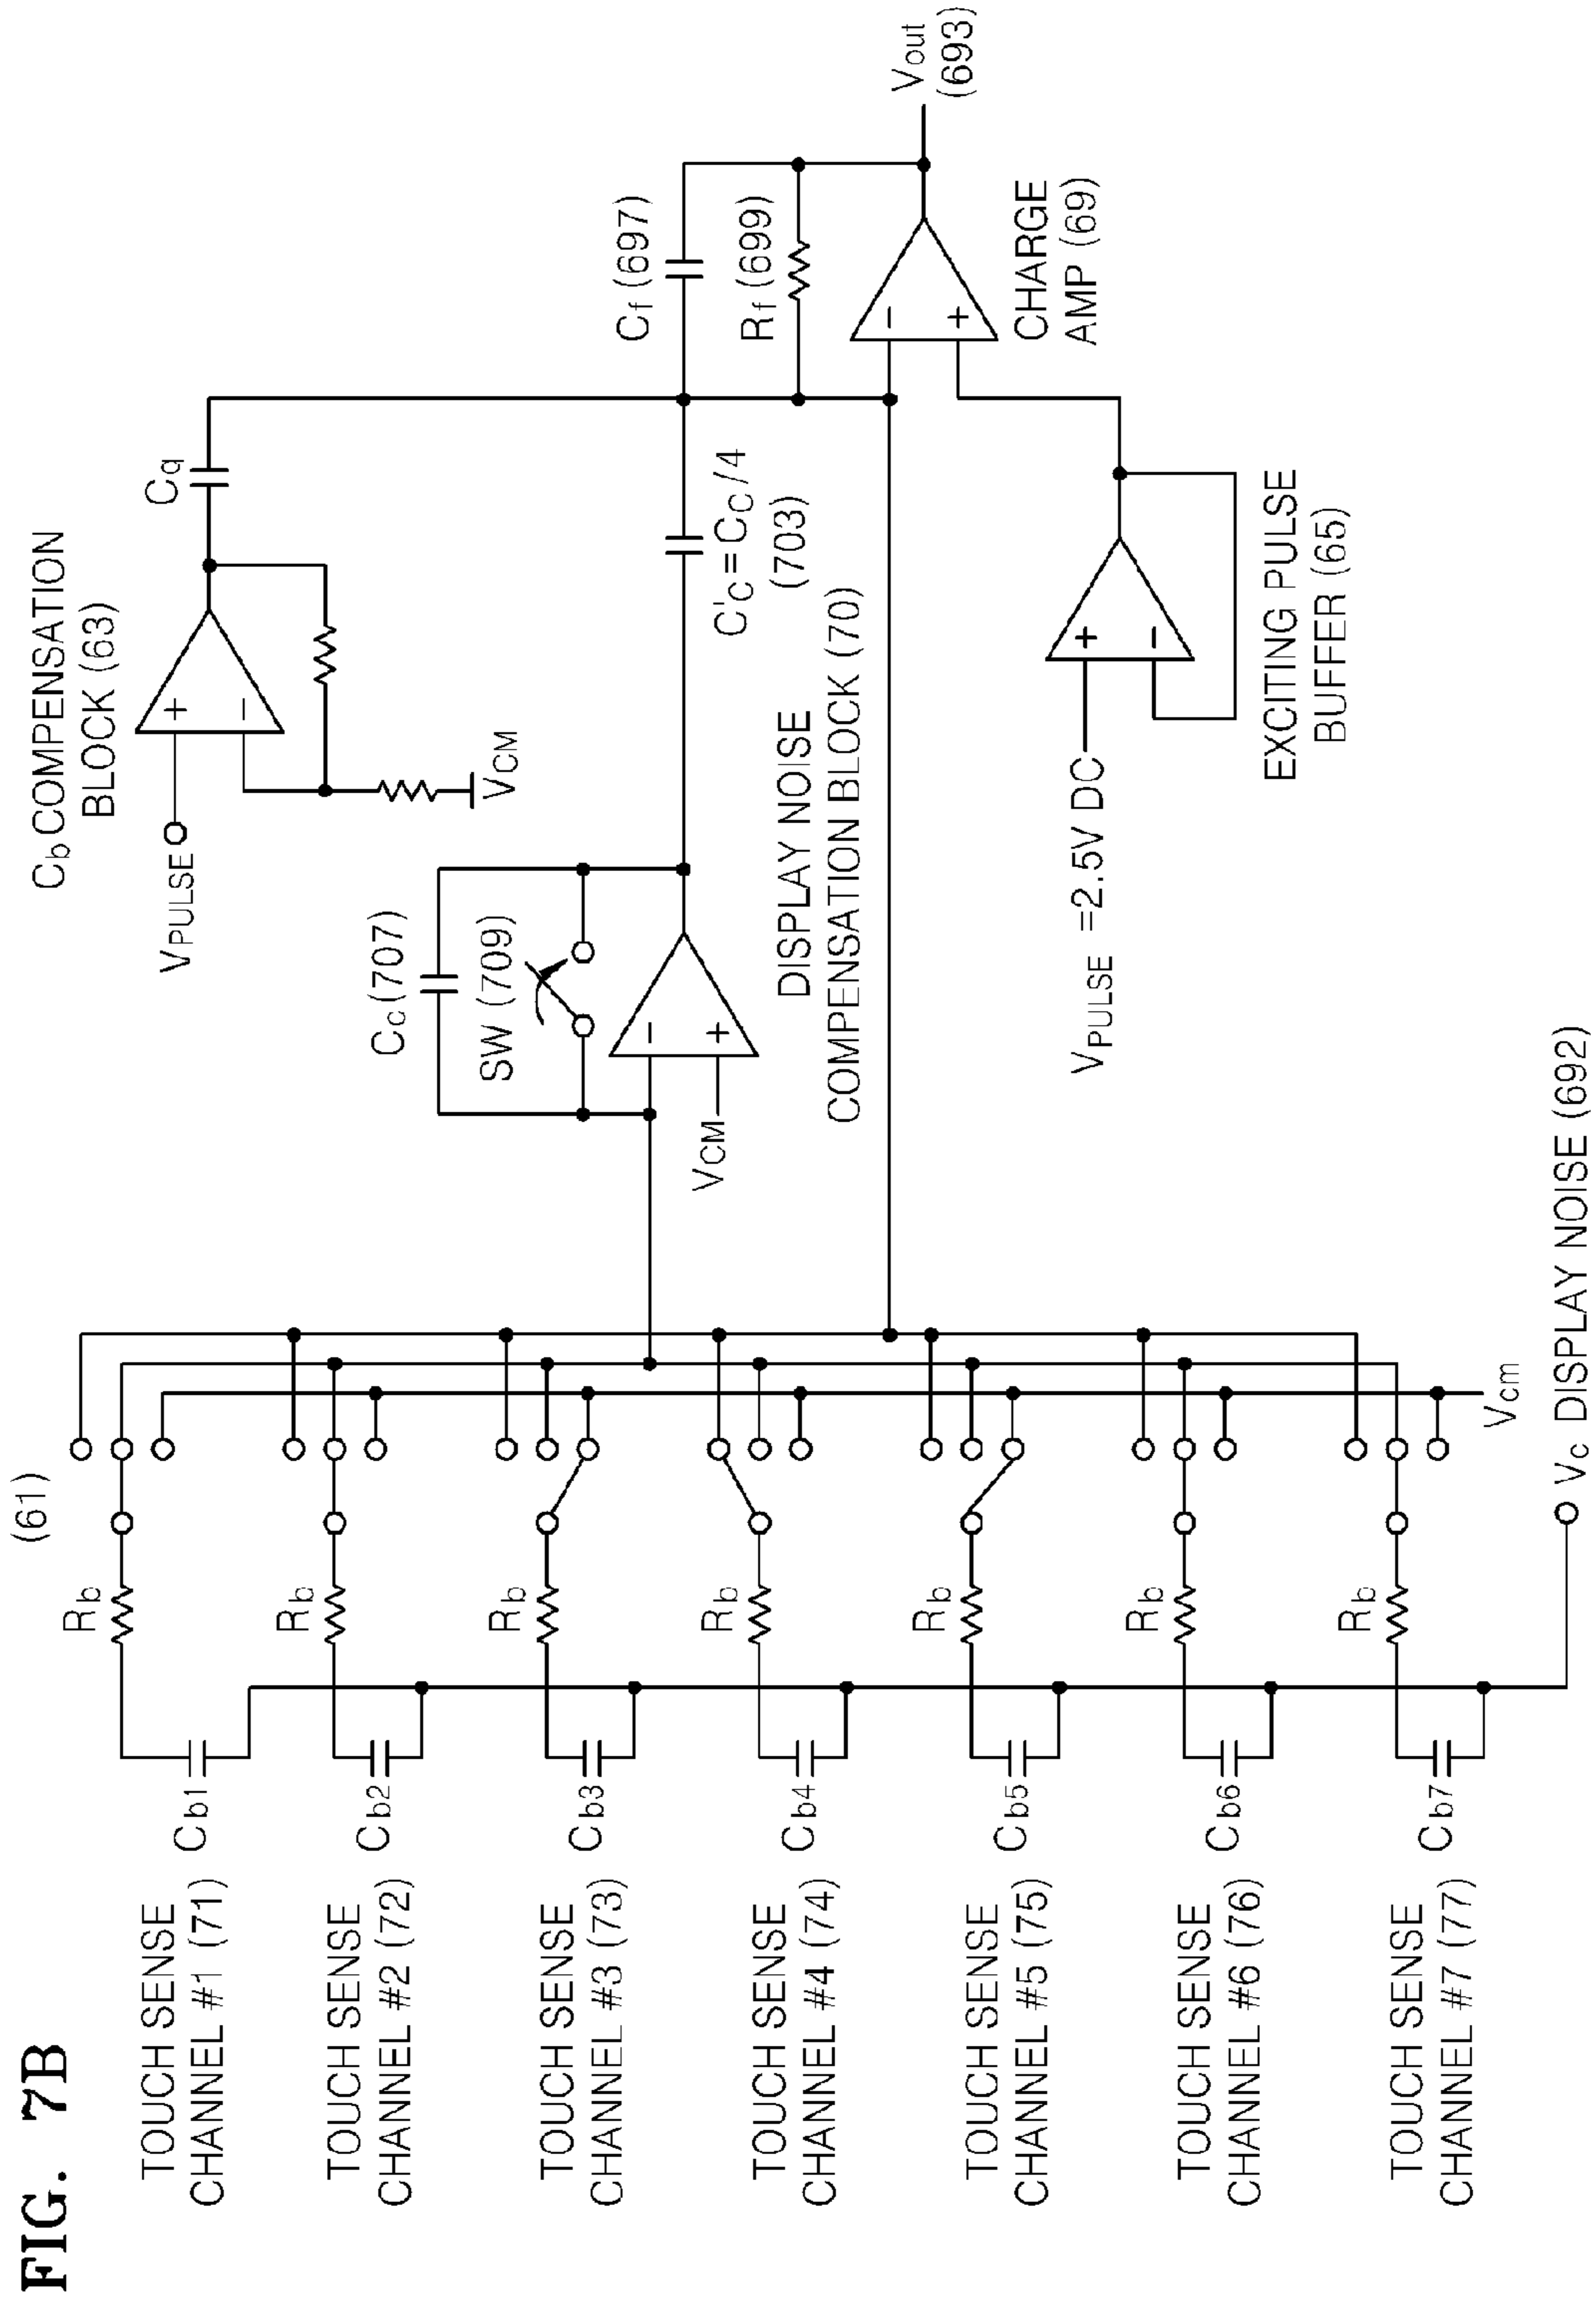 FIG. 7B
TOUCH SENSE
CHANNEL #1 (71)
Cb1
Rb
(61)
TOUCH SENSE
CHANNEL #2 (72)
Cb2
Rb
TOUCH SENSE
CHANNEL #3 (73)
Cb3
Rb
TOUCH SENSE
CHANNEL #4 (74)
Cb4
Rb
TOUCH SENSE
CHANNEL #5 (75)
Cb5
Rb
TOUCH SENSE
CHANNEL #6 (76)
Cb6
Rb
TOUCH SENSE
CHANNEL #7 (77)
Cb7
Rb
Vcm
Vc DISPLAY NOISE (692)
Cb COMPENSATION
BLOCK (63)
VPULSE
+
−
VCM
Cq
Cc (707)
SW (709)
−
+
VCM
DISPLAY NOISE
COMPENSATION BLOCK (70)
C'C = CC /4
(703)
Cf (697)
Rf (699)
−
+
CHARGE
AMP (69)
Vout
(693)
VPULSE =2.5V DC
+
−
EXCITING PULSE
BUFFER (65)